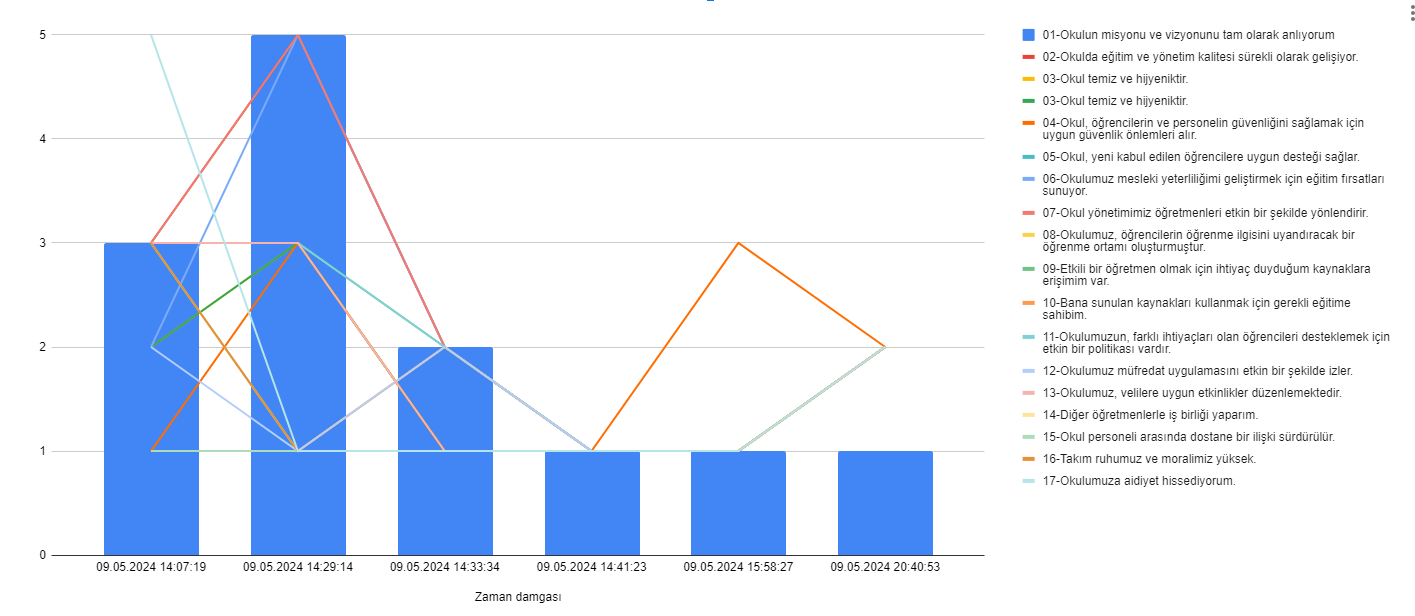 5
4
3
2
1
0
09.05.2024 14:07:19
09.05.2024 14:29:14
09.05.2024 14:33:34
09.05.2024 14:41:23
09.05.2024 15:58:27
09.05.2024 20:40:53
Zaman damgası
01-Okulun misyonu ve vizyonunu tam olarak anlıyorum
02-Okulda eğitim ve yönetim kalitesi sürekli olarak gelişiyor.
03-Okul temiz ve hijyeniktir.
03-Okul temiz ve hijyeniktir.
04-Okul, öğrencilerin ve personelin güvenliğini sağlamak için
uygun güvenlik önlemleri alır.
05-Okul, yeni kabul edilen öğrencilere uygun desteği sağlar.
06-Okulumuz mesleki yeterliliğimi geliştirmek için eğitim fırsatları
sunuyor.
07-Okul yönetimimiz öğretmenleri etkin bir şekilde yönlendirir.
08-Okulumuz, öğrencilerin öğrenme ilgisini uyandıracak bir
öğrenme ortamı oluşturmuştur.
09-Etkili bir öğretmen olmak için ihtiyaç duyduğum kaynaklara
erişimim var.
10-Bana sunulan kaynakları kullanmak için gerekli eğitime
sahibim.
11-Okulumuzun, farklı ihtiyaçları olan öğrencileri desteklemek için
etkin bir politikası vardır.
12-Okulumuz müfredat uygulamasını etkin bir şekilde izler.
13-Okulumuz, velilere uygun etkinlikler düzenlemektedir.
14-Diğer öğretmenlerle iş birliği yaparım.
15-Okul personeli arasında dostane bir ilişki sürdürülür.
16-Takım ruhumuz ve moralimiz yüksek.
17-Okulumuza aidiyet hissediyorum.